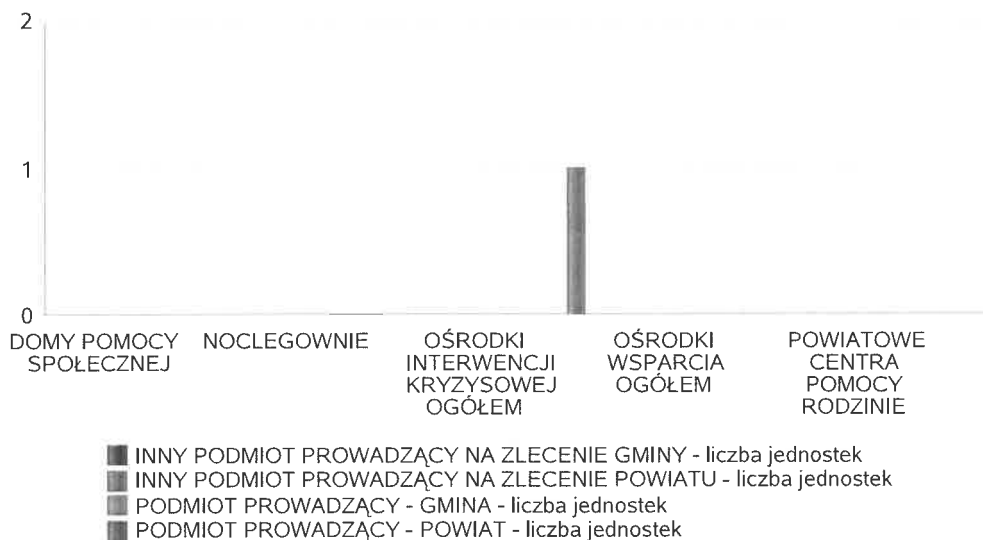 2
1
0
DOMY POMOCY
SPOŁECZNEJ
NOCLEGOWNIE
OŚRODKI
INTERWENCJI
KRYZYSOWEJ
OGÓŁEM
OŚRODKI
WSPARCIA
OGÓŁEM
POWIATOWE
CENTRA
POMOCY
RODZINIE
INNY PODMIOT PROWADZĄCY NA ZLECENIE GMINY - liczba jednostek
INNY PODMIOT PROWADZĄCY NA ZLECENIE POWIATU - liczba jednostek
PODMIOT PROWADZĄCY - GMINA - liczba jednostek
PODMIOT PROWADZĄCY - POWIAT - liczba jednostek